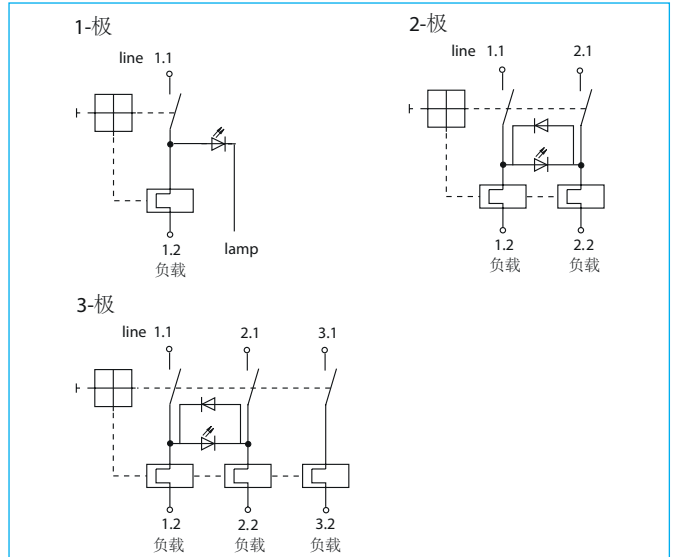 1-极
line 1.1
lamp
1.2
负载
2-极
line 1.1 2.1
1.2 2.2
负载 负载
3-极
line 1.1 2.1 3.1
1.2 2.2 3.2
负载 负载 负载